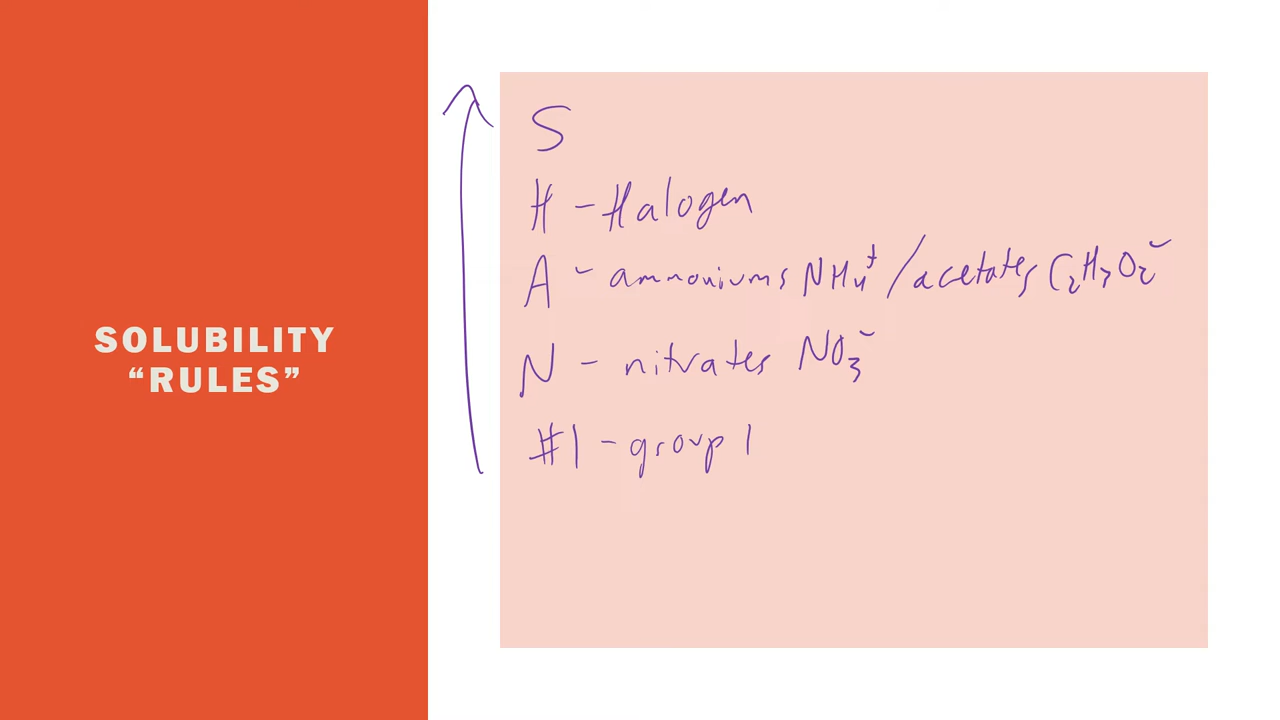 SOLUBILITY
“RULES”
S
H - Halogen
A - ammoniums NH₄⁺ / acetates C₂H₃O₂⁻
N - nitrates NO₃⁻
#1 - group 1